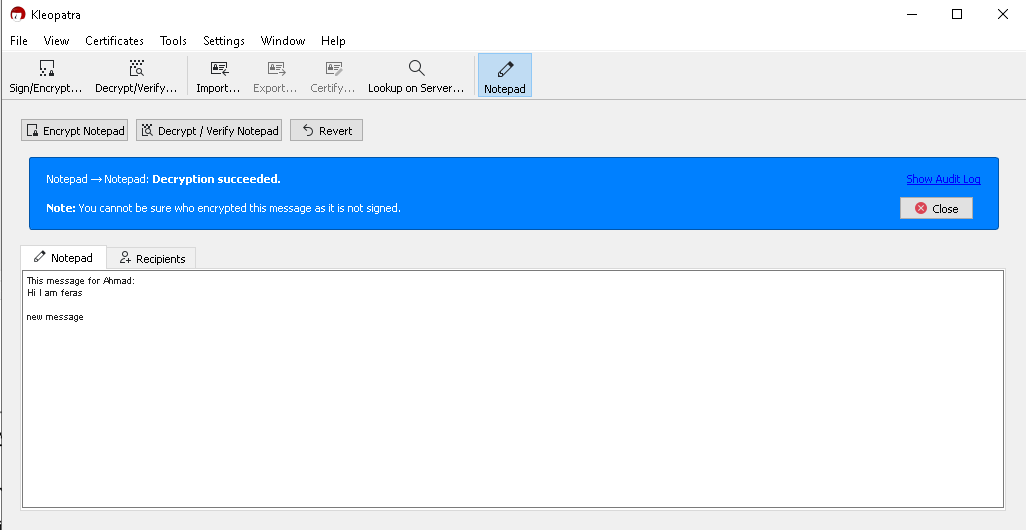 Kleopatra
File View Certificates Tools Settings Window Help
Sign/Encrypt... Decrypt/Verify... Import... Export... Certify... Lookup on Server... Notepad
Encrypt Notepad Decrypt / Verify Notepad Revert
Notepad → Notepad: Decryption succeeded. Show Audit Log
Note: You cannot be sure who encrypted this message as it is not signed. Close
Notepad Recipients
This message for Ahmad:
Hi I am feras
new message